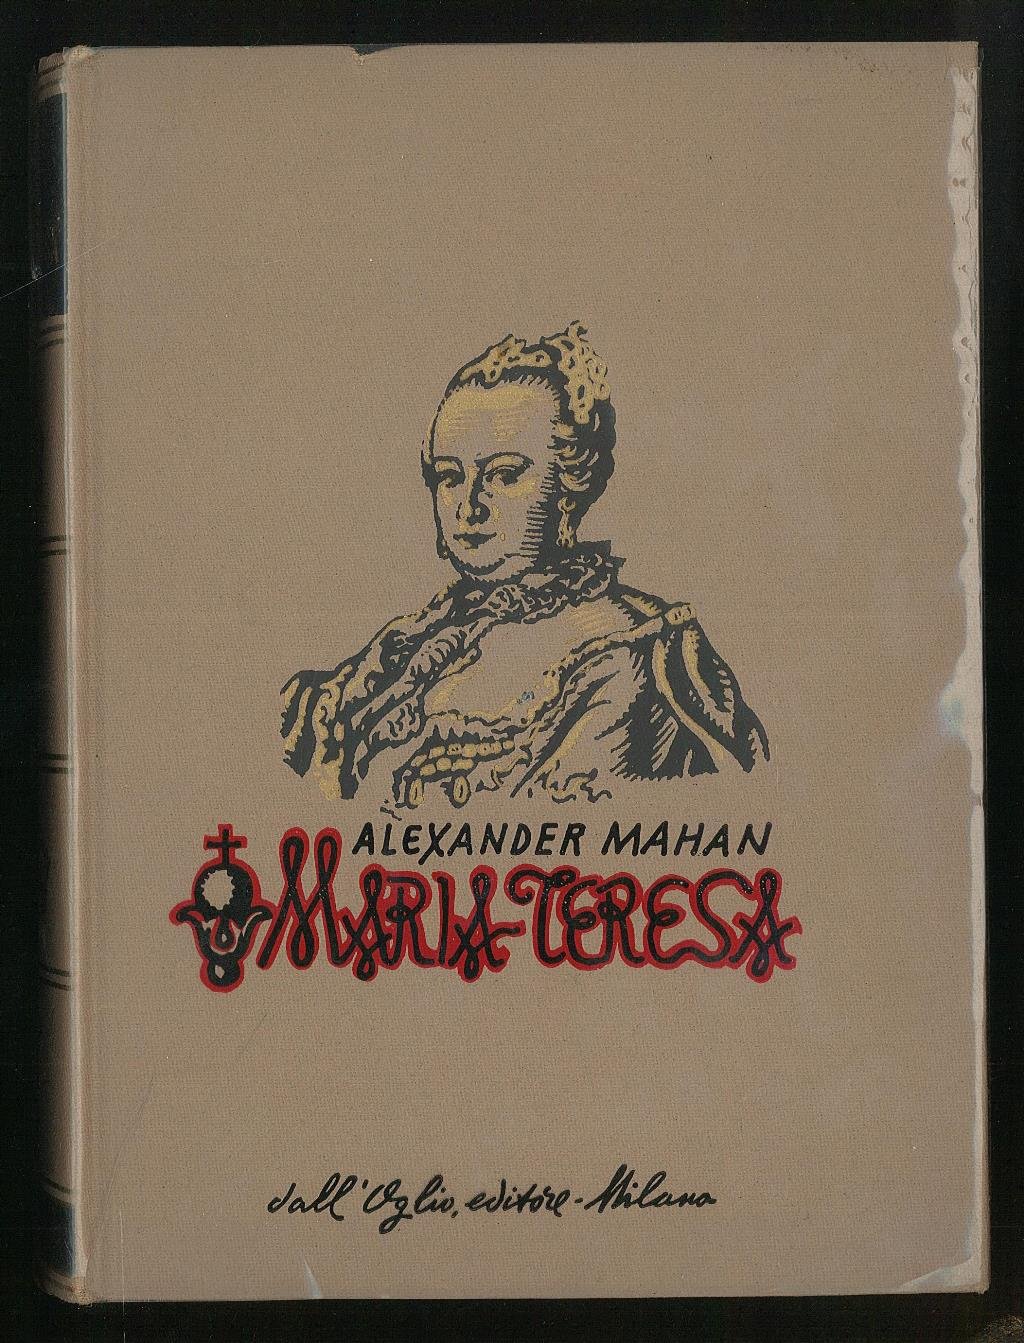 ALEXANDER MAHAN
MARIA-TERESA
dall'Oglio, editore - Milano